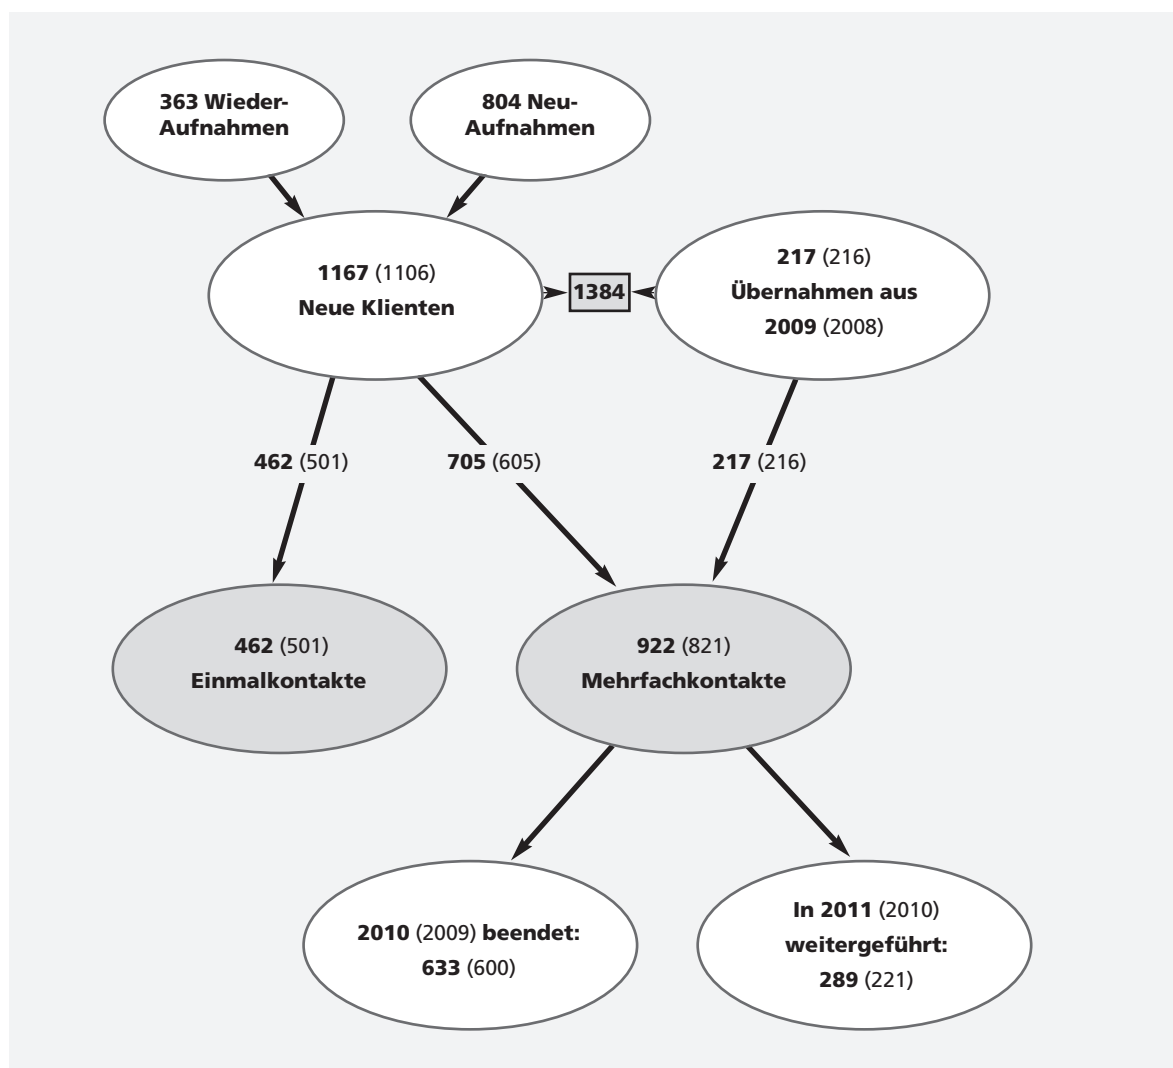 363 Wieder-
Aufnahmen
804 Neu-
Aufnahmen
1167 (1106)
Neue Klienten
1384
217 (216)
Übernahmen aus
2009 (2008)
462 (501)
705 (605)
217 (216)
462 (501)
Einmalkontakte
922 (821)
Mehrfachkontakte
2010 (2009) beendet:
633 (600)
In 2011 (2010)
weitergeführt:
289 (221)